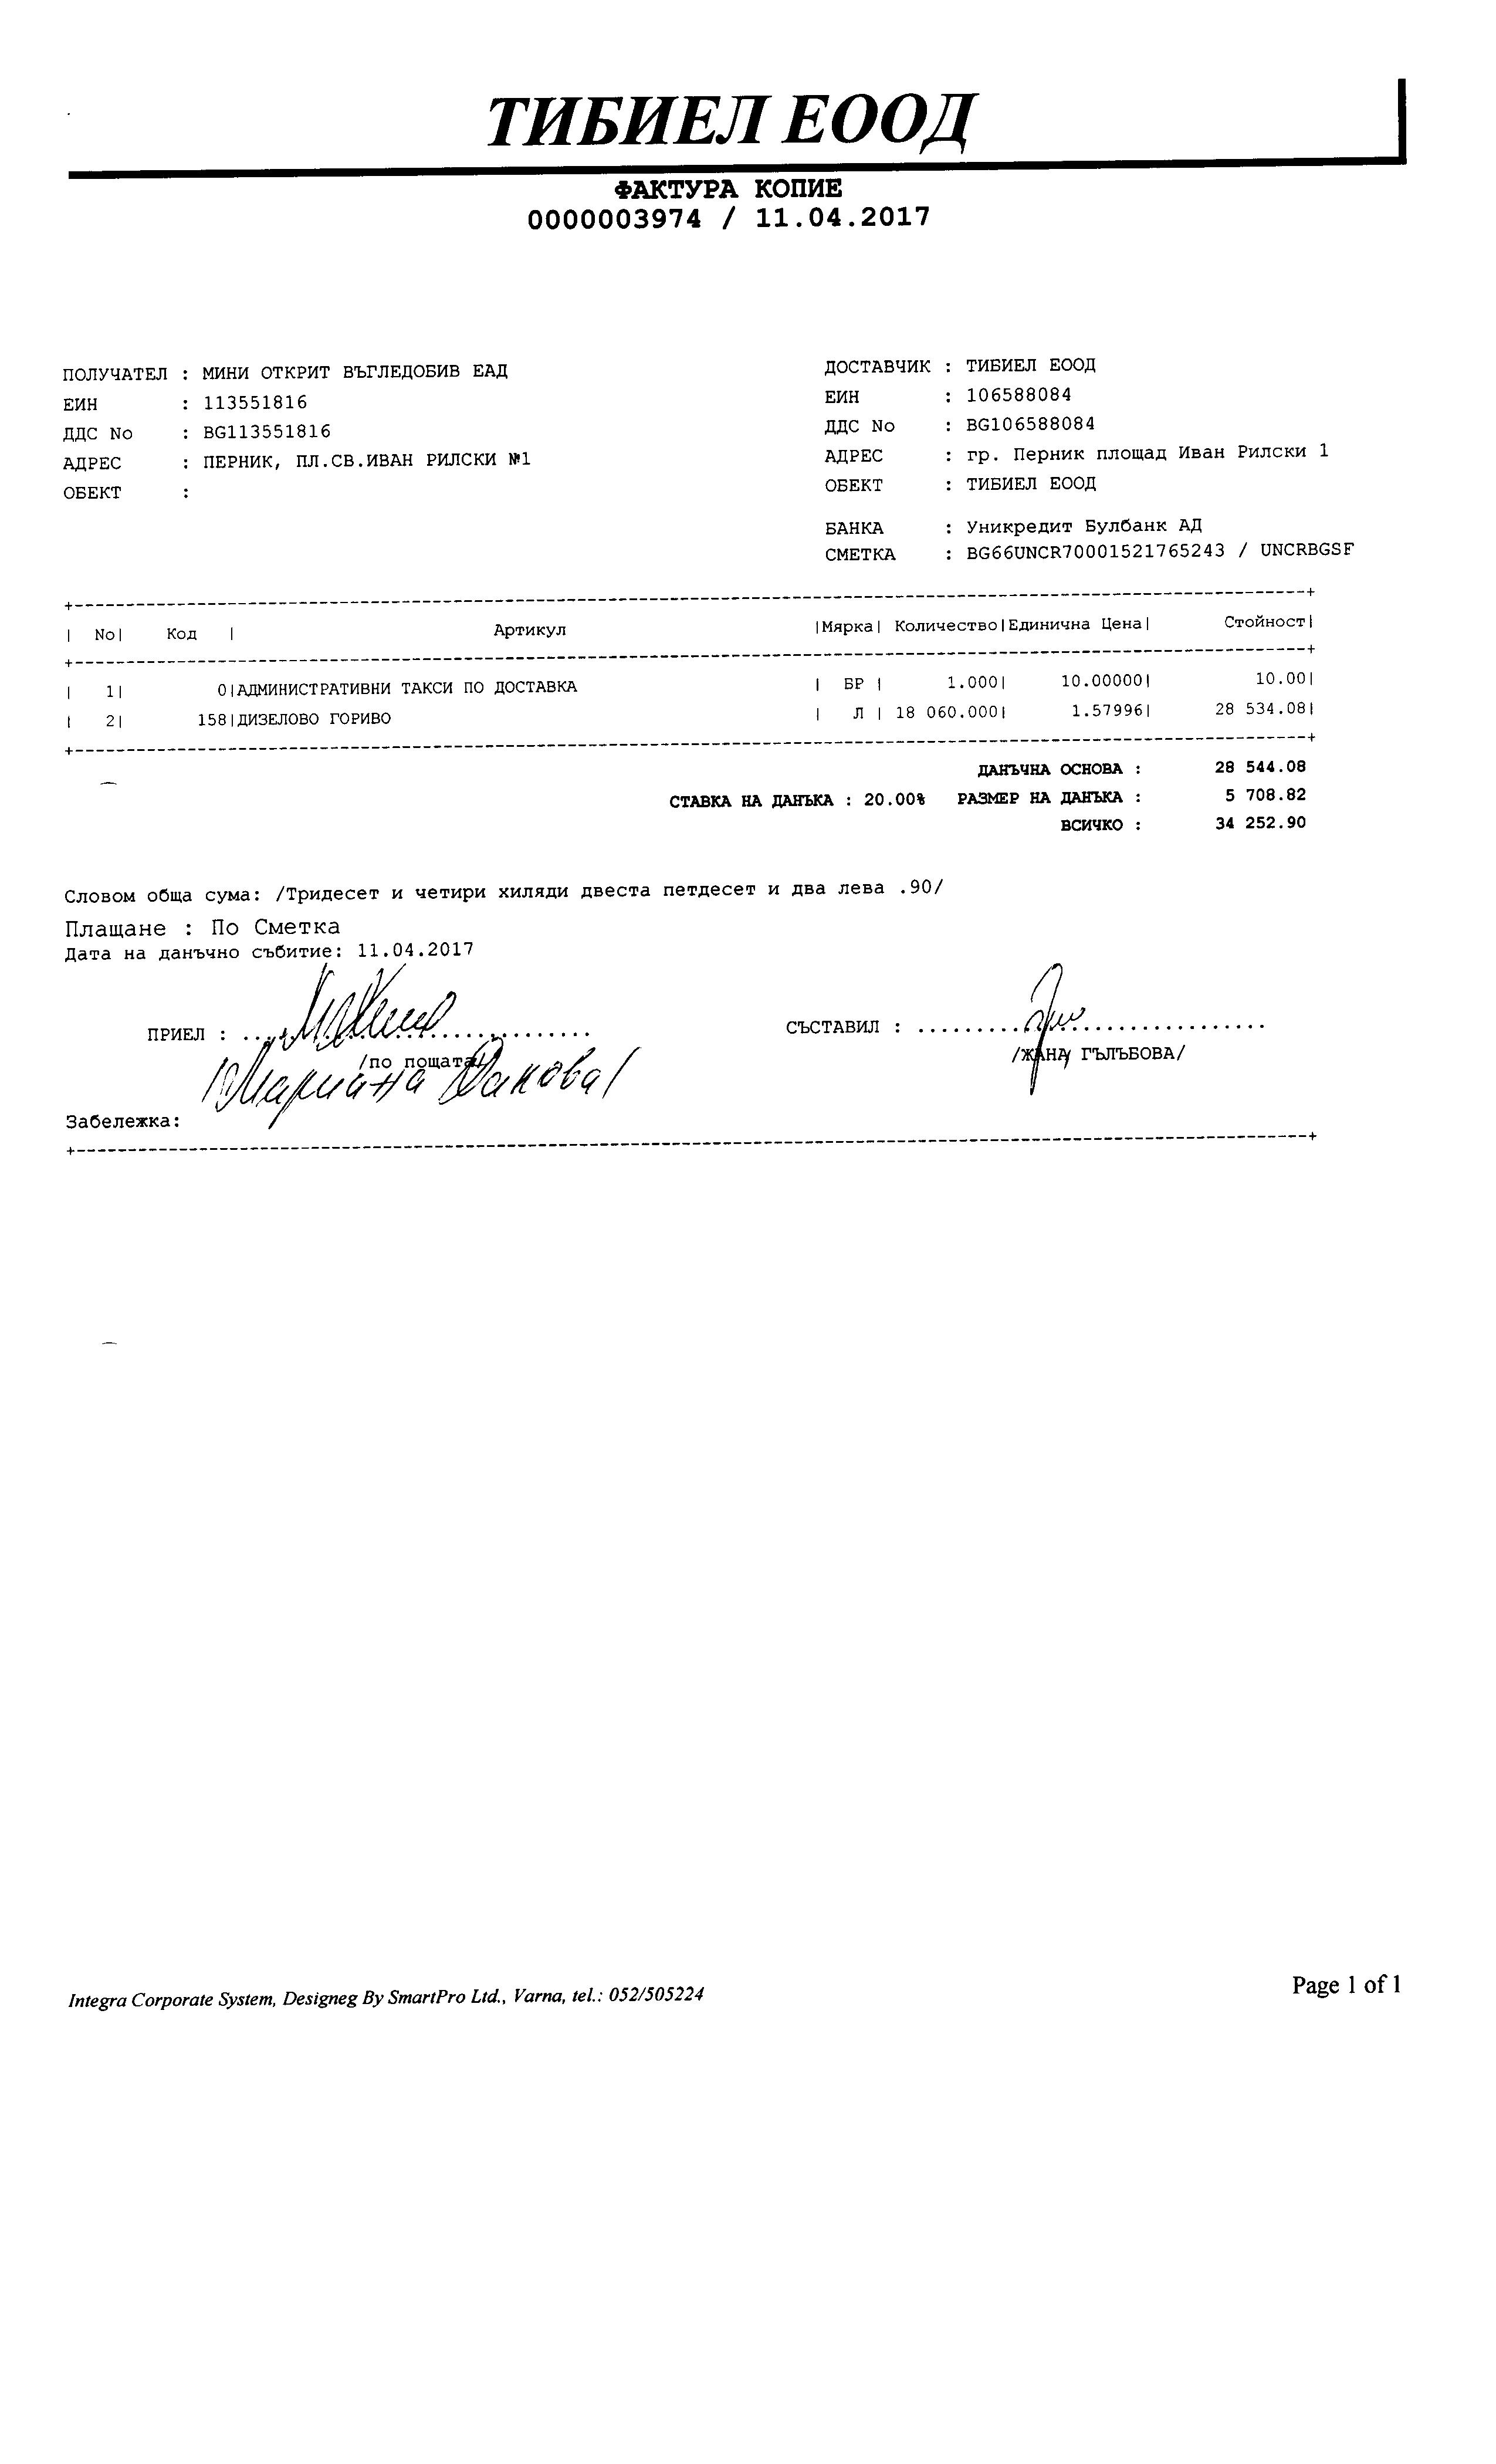 ТИБИЕЛ ЕООД
ФАКТУРА КОПИЕ
0000003974 / 11.04.2017
ПОЛУЧАТЕЛ : МИНИ ОТКРИТ ВЪГЛЕДОБИВ ЕАД
ЕИН : 113551816
ДДС No : BG113551816
АДРЕС : ПЕРНИК, ПЛ.СВ.ИВАН РИЛСКИ №1
ОБЕКТ :
ДОСТАВЧИК : ТИБИЕЛ ЕООД
ЕИН : 106588084
ДДС No : BG106588084
АДРЕС : гр. Перник площад Иван Рилски 1
ОБЕКТ : ТИБИЕЛ ЕООД
БАНКА : Уникредит Булбанк АД
СМЕТКА : BG66UNCR70001521765243 / UNCRBGSF
| No| Код | Артикул |Мярка| Количество|Единична Цена| Стойност|
| 1| 0|АДМИНИСТРАТИВНИ ТАКСИ ПО ДОСТАВКА | БР | 1.000| 10.00000| 10.00|
| 2| 158|ДИЗЕЛОВО ГОРИВО | Л | 18 060.000| 1.57996| 28 534.08|
ДАНЪЧНА ОСНОВА : 28 544.08
СТАВКА НА ДАНЪКА : 20.00% РАЗМЕР НА ДАНЪКА : 5 708.82
ВСИЧКО : 34 252.90
Словом обща сума: /Тридесет и четири хиляди двеста петдесет и два лева .90/
Плащане : По Сметка
Дата на данъчно събитие: 11.04.2017
ПРИЕЛ : .............................. СЪСТАВИЛ : ..............................
/по пощата/ /ЖАНА ГЪЛЪБОВА/
/Мариана Данова/
Забележка:
Integra Corporate System, Designeg By SmartPro Ltd., Varna, tel.: 052/505224 Page 1 of 1